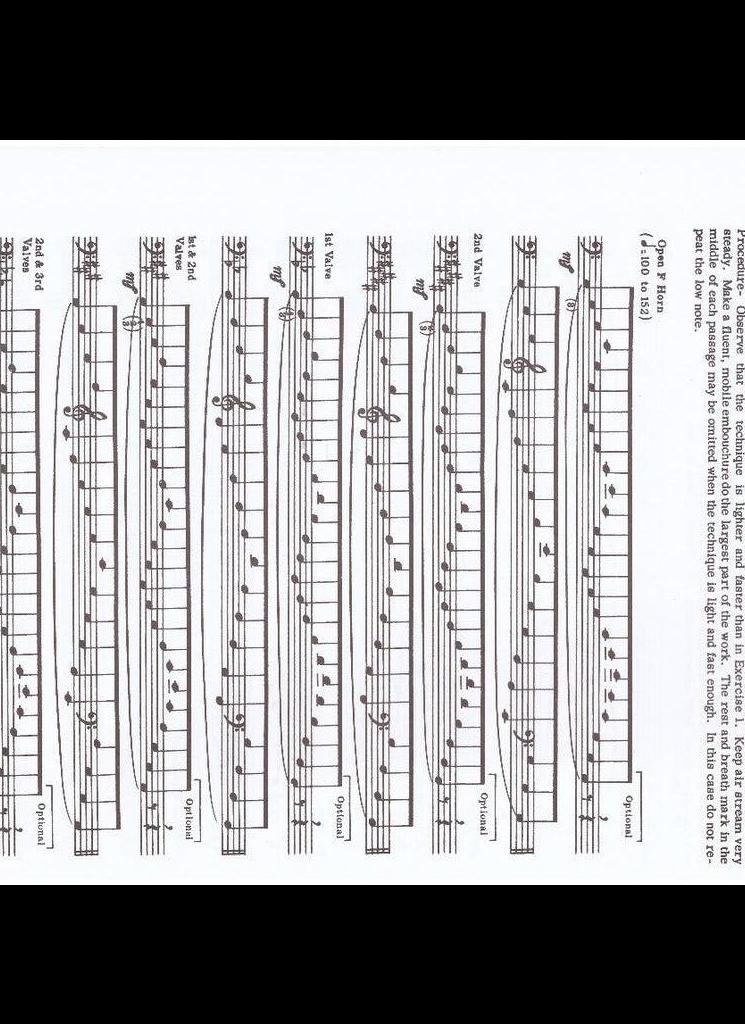 Procedure- Observe that the technique is lighter and faster than in Exercise 1. Keep air stream very
steady. Make a fluent, mobile embouchure do the largest part of the work. The rest and breath mark in the
middle of each passage may be omitted when the technique is light and fast enough. In this case do not re-
peat the low note.
Open F Horn
(♩=100 to 152)
Optional
mf
(8)
2nd Valve
Optional
mf
1st Valve
Optional
mf
1st & 2nd
Valves
Optional
mf
2nd & 3rd
Valves
Optional